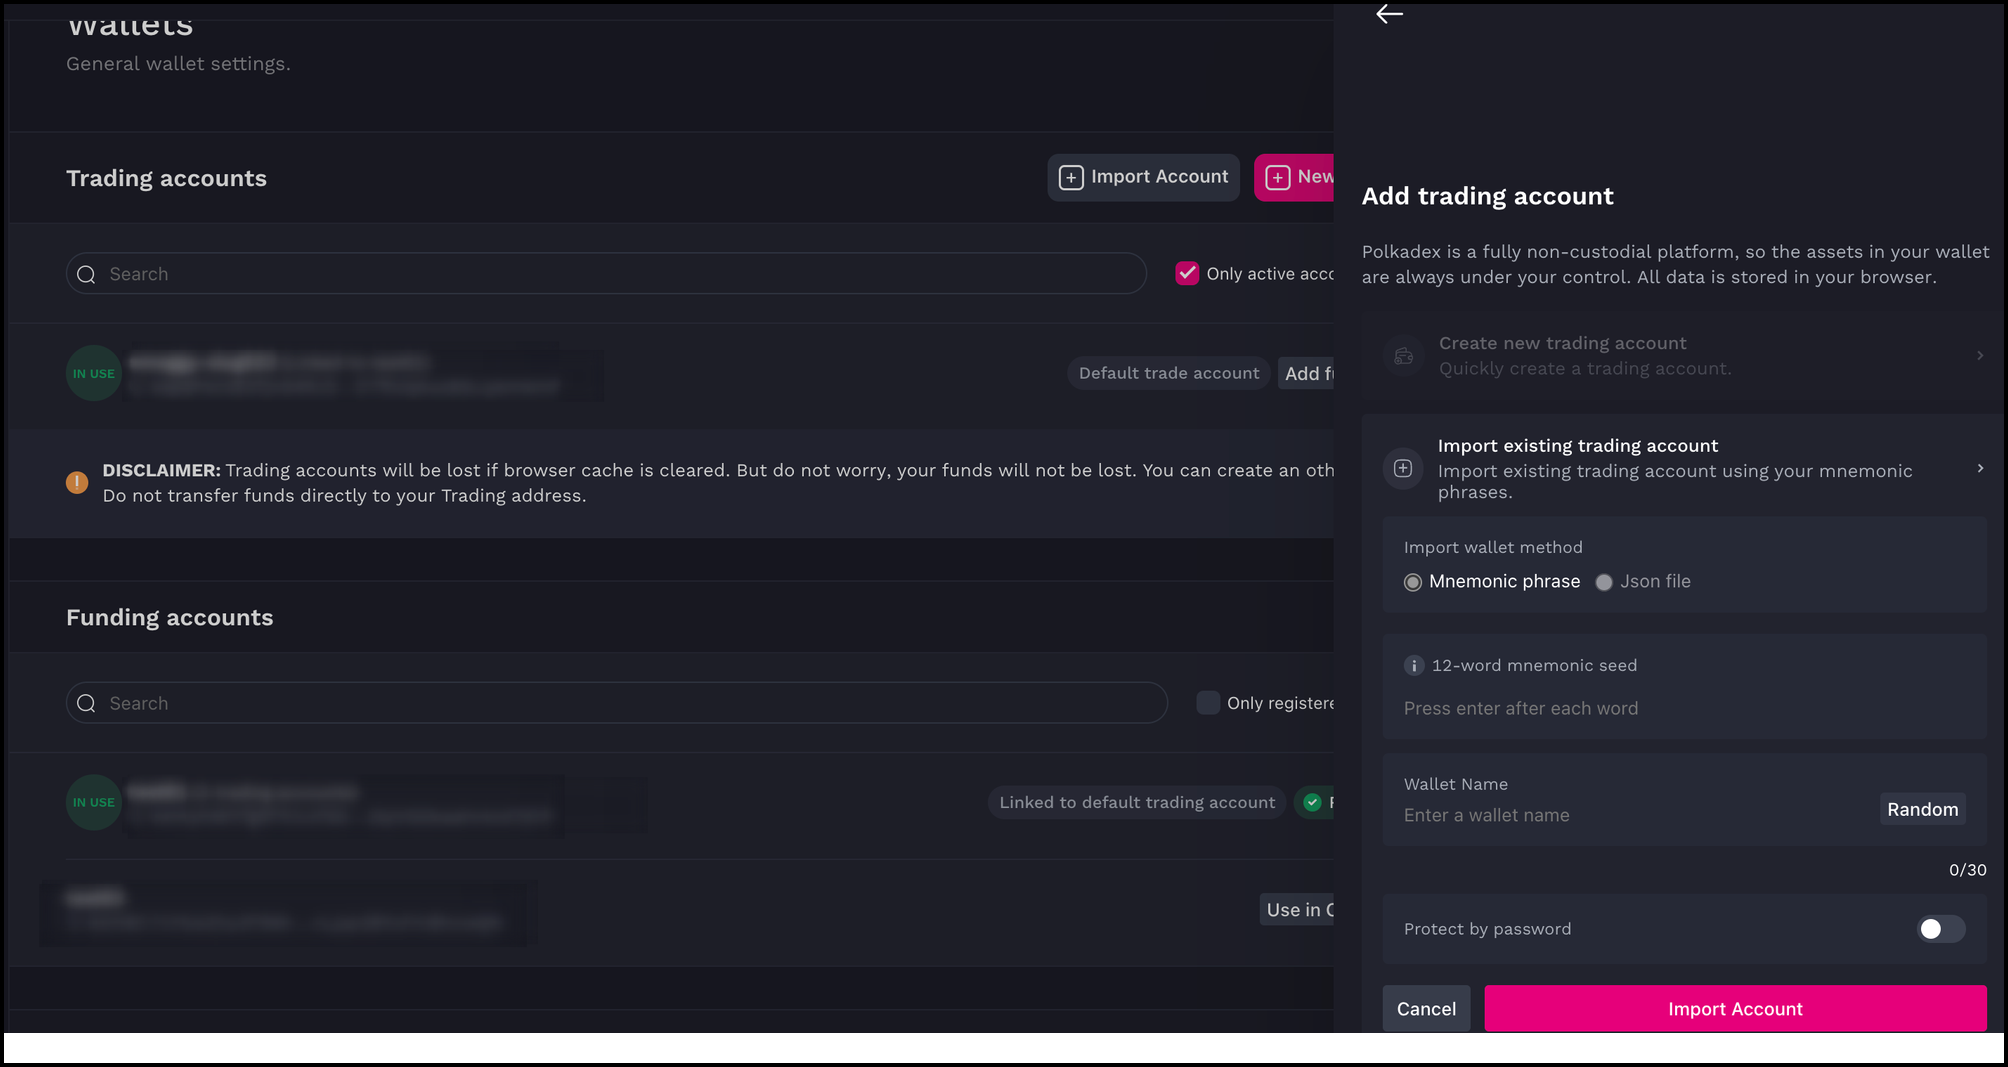 Wallets
General wallet settings.
Trading accounts
Import Account
New
Search
Only active acco
IN USE
Default trade account
Add fu
DISCLAIMER: Trading accounts will be lost if browser cache is cleared. But do not worry, your funds will not be lost. You can create an oth
Do not transfer funds directly to your Trading address.
Funding accounts
Search
Only registere
IN USE
Linked to default trading account
Use in
Add trading account
Polkadex is a fully non-custodial platform, so the assets in your wallet
are always under your control. All data is stored in your browser.
Create new trading account
Quickly create a trading account.
Import existing trading account
Import existing trading account using your mnemonic
phrases.
Import wallet method
Mnemonic phrase
Json file
12-word mnemonic seed
Press enter after each word
Wallet Name
Enter a wallet name
Random
0/30
Protect by password
Cancel
Import Account